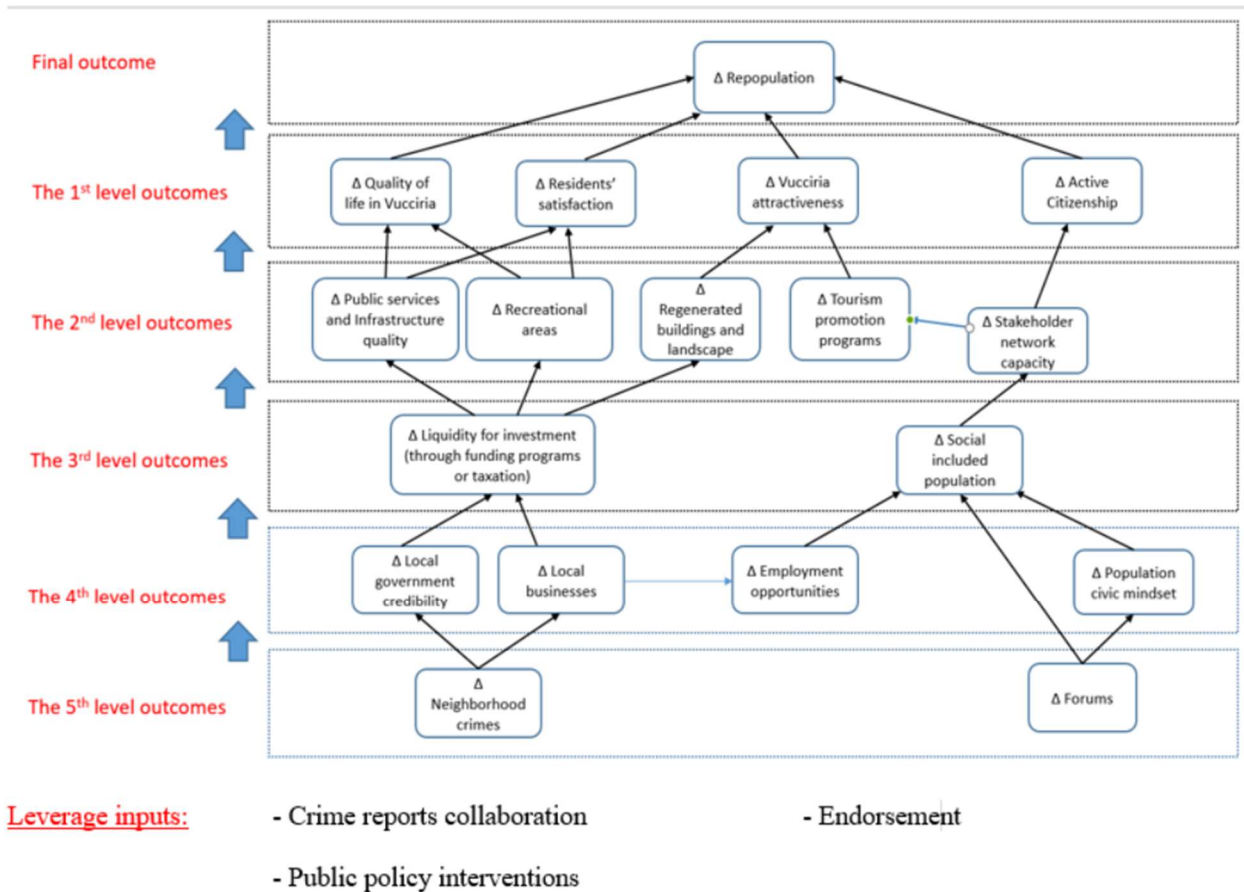 Final outcome
Δ Repopulation
The 1st level outcomes
Δ Quality of
life in Vucciria
Δ Residents'
satisfaction
Δ Vucciria
attractiveness
Δ Active
Citizenship
The 2nd level outcomes
Δ Public services
and Infrastructure
quality
Δ Recreational
areas
Δ
Regenerated
buildings and
landscape
Δ Tourism
promotion
programs
Δ Stakeholder
network
capacity
The 3rd level outcomes
Δ Liquidity for investment
(through funding programs
or taxation)
Δ Social
included
population
The 4th level outcomes
Δ Local
government
credibility
Δ Local
businesses
Δ Employment
opportunities
Δ Population
civic mindset
The 5th level outcomes
Δ
Neighborhood
crimes
Δ Forums
Leverage inputs:
- Crime reports collaboration
- Endorsement
- Public policy interventions